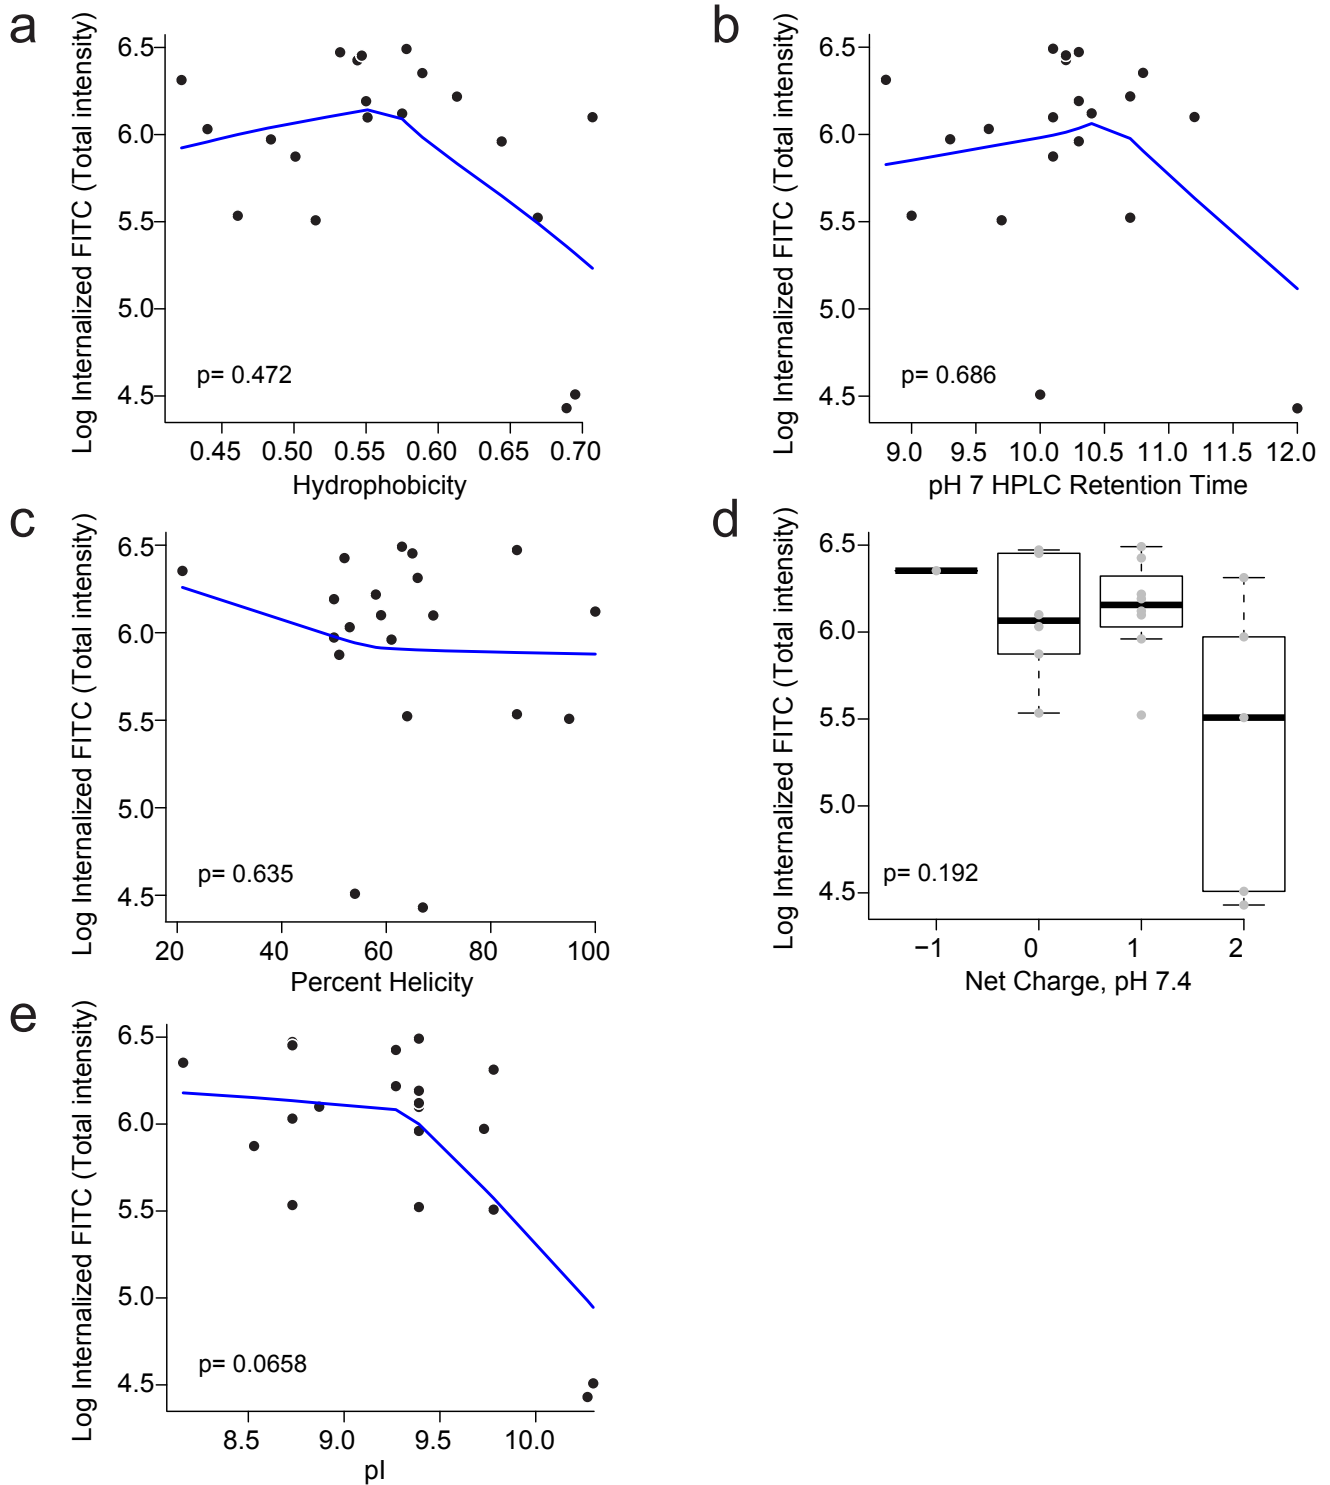 a
Log Internalized FITC (Total intensity)
6.5
6.0
5.5
5.0
4.5
p= 0.472
0.45 0.50 0.55 0.60 0.65 0.70
Hydrophobicity
b
Log Internalized FITC (Total intensity)
6.5
6.0
5.5
5.0
4.5
p= 0.686
9.0 9.5 10.0 10.5 11.0 11.5 12.0
pH 7 HPLC Retention Time
c
Log Internalized FITC (Total intensity)
6.5
6.0
5.5
5.0
4.5
p= 0.635
20 40 60 80 100
Percent Helicity
d
Log Internalized FITC (Total intensity)
6.5
6.0
5.5
5.0
4.5
p= 0.192
−1 0 1 2
Net Charge, pH 7.4
e
Log Internalized FITC (Total intensity)
6.5
6.0
5.5
5.0
4.5
p= 0.0658
8.5 9.0 9.5 10.0
pI